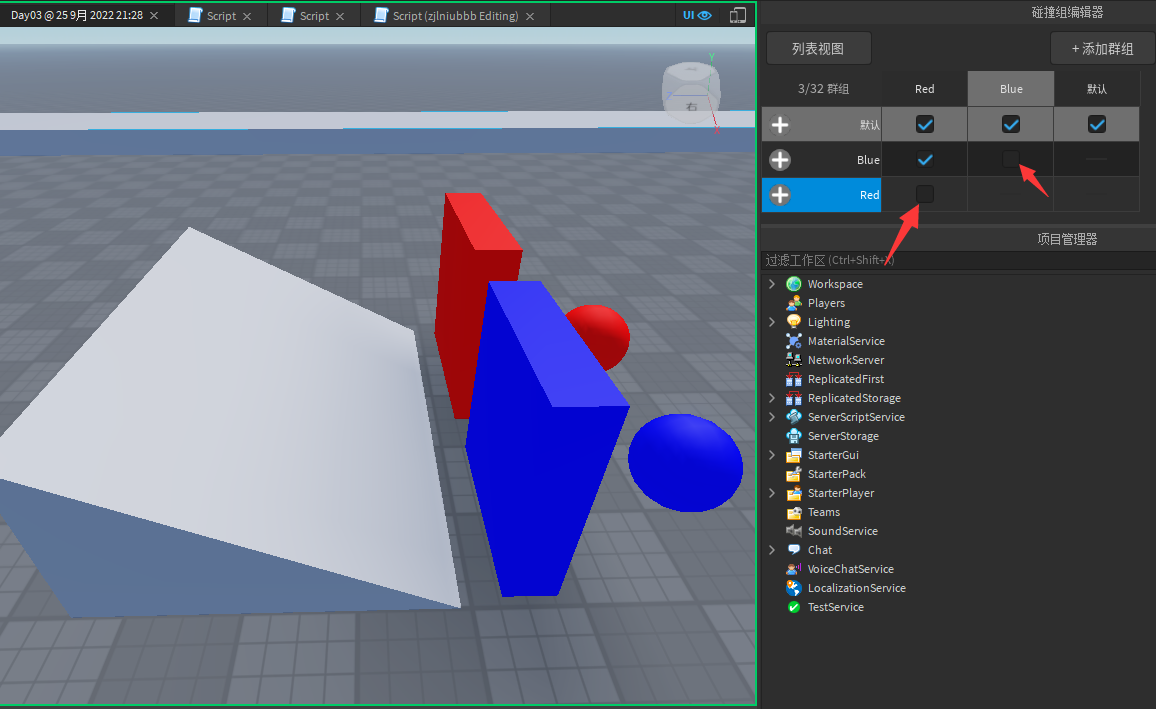 Day03 @ 25 9月 2022 21:28
Script
Script
Script (zjlniubbb Editing)
UI
Y
右
碰撞组编辑器
列表视图
+ 添加群组
3/32 群组
Red
Blue
默认
默认
Blue
Red
项目管理器
过滤工作区 (Ctrl+Shift+X)
Workspace
Players
Lighting
MaterialService
NetworkServer
ReplicatedFirst
ReplicatedStorage
ServerScriptService
ServerStorage
StarterGui
StarterPack
StarterPlayer
Teams
SoundService
Chat
VoiceChatService
LocalizationService
TestService